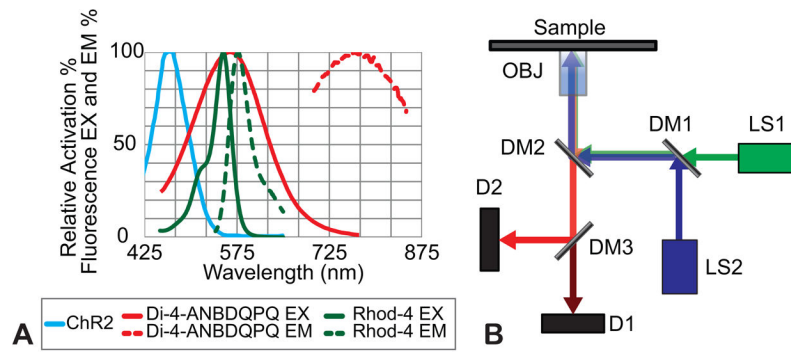 Relative Activation %
Fluorescence EX and EM %
100
50
0
425
575
725
875
Wavelength (nm)
ChR2
Di-4-ANBDQPQ EX
Di-4-ANBDQPQ EM
Rhod-4 EX
Rhod-4 EM
A
Sample
OBJ
DM1
LS1
DM2
D2
DM3
LS2
D1
B